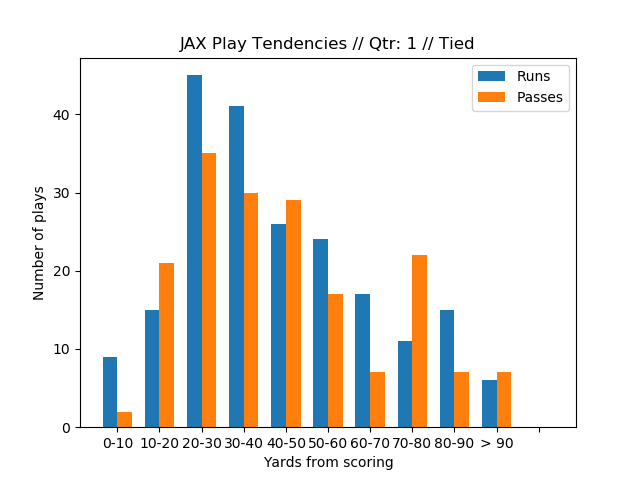 JAX Play Tendencies // Qtr: 1 // Tied
Runs
Passes
Number of plays
40
30
20
10
0
0-10 10-20 20-30 30-40 40-50 50-60 60-70 70-80 80-90 > 90
Yards from scoring